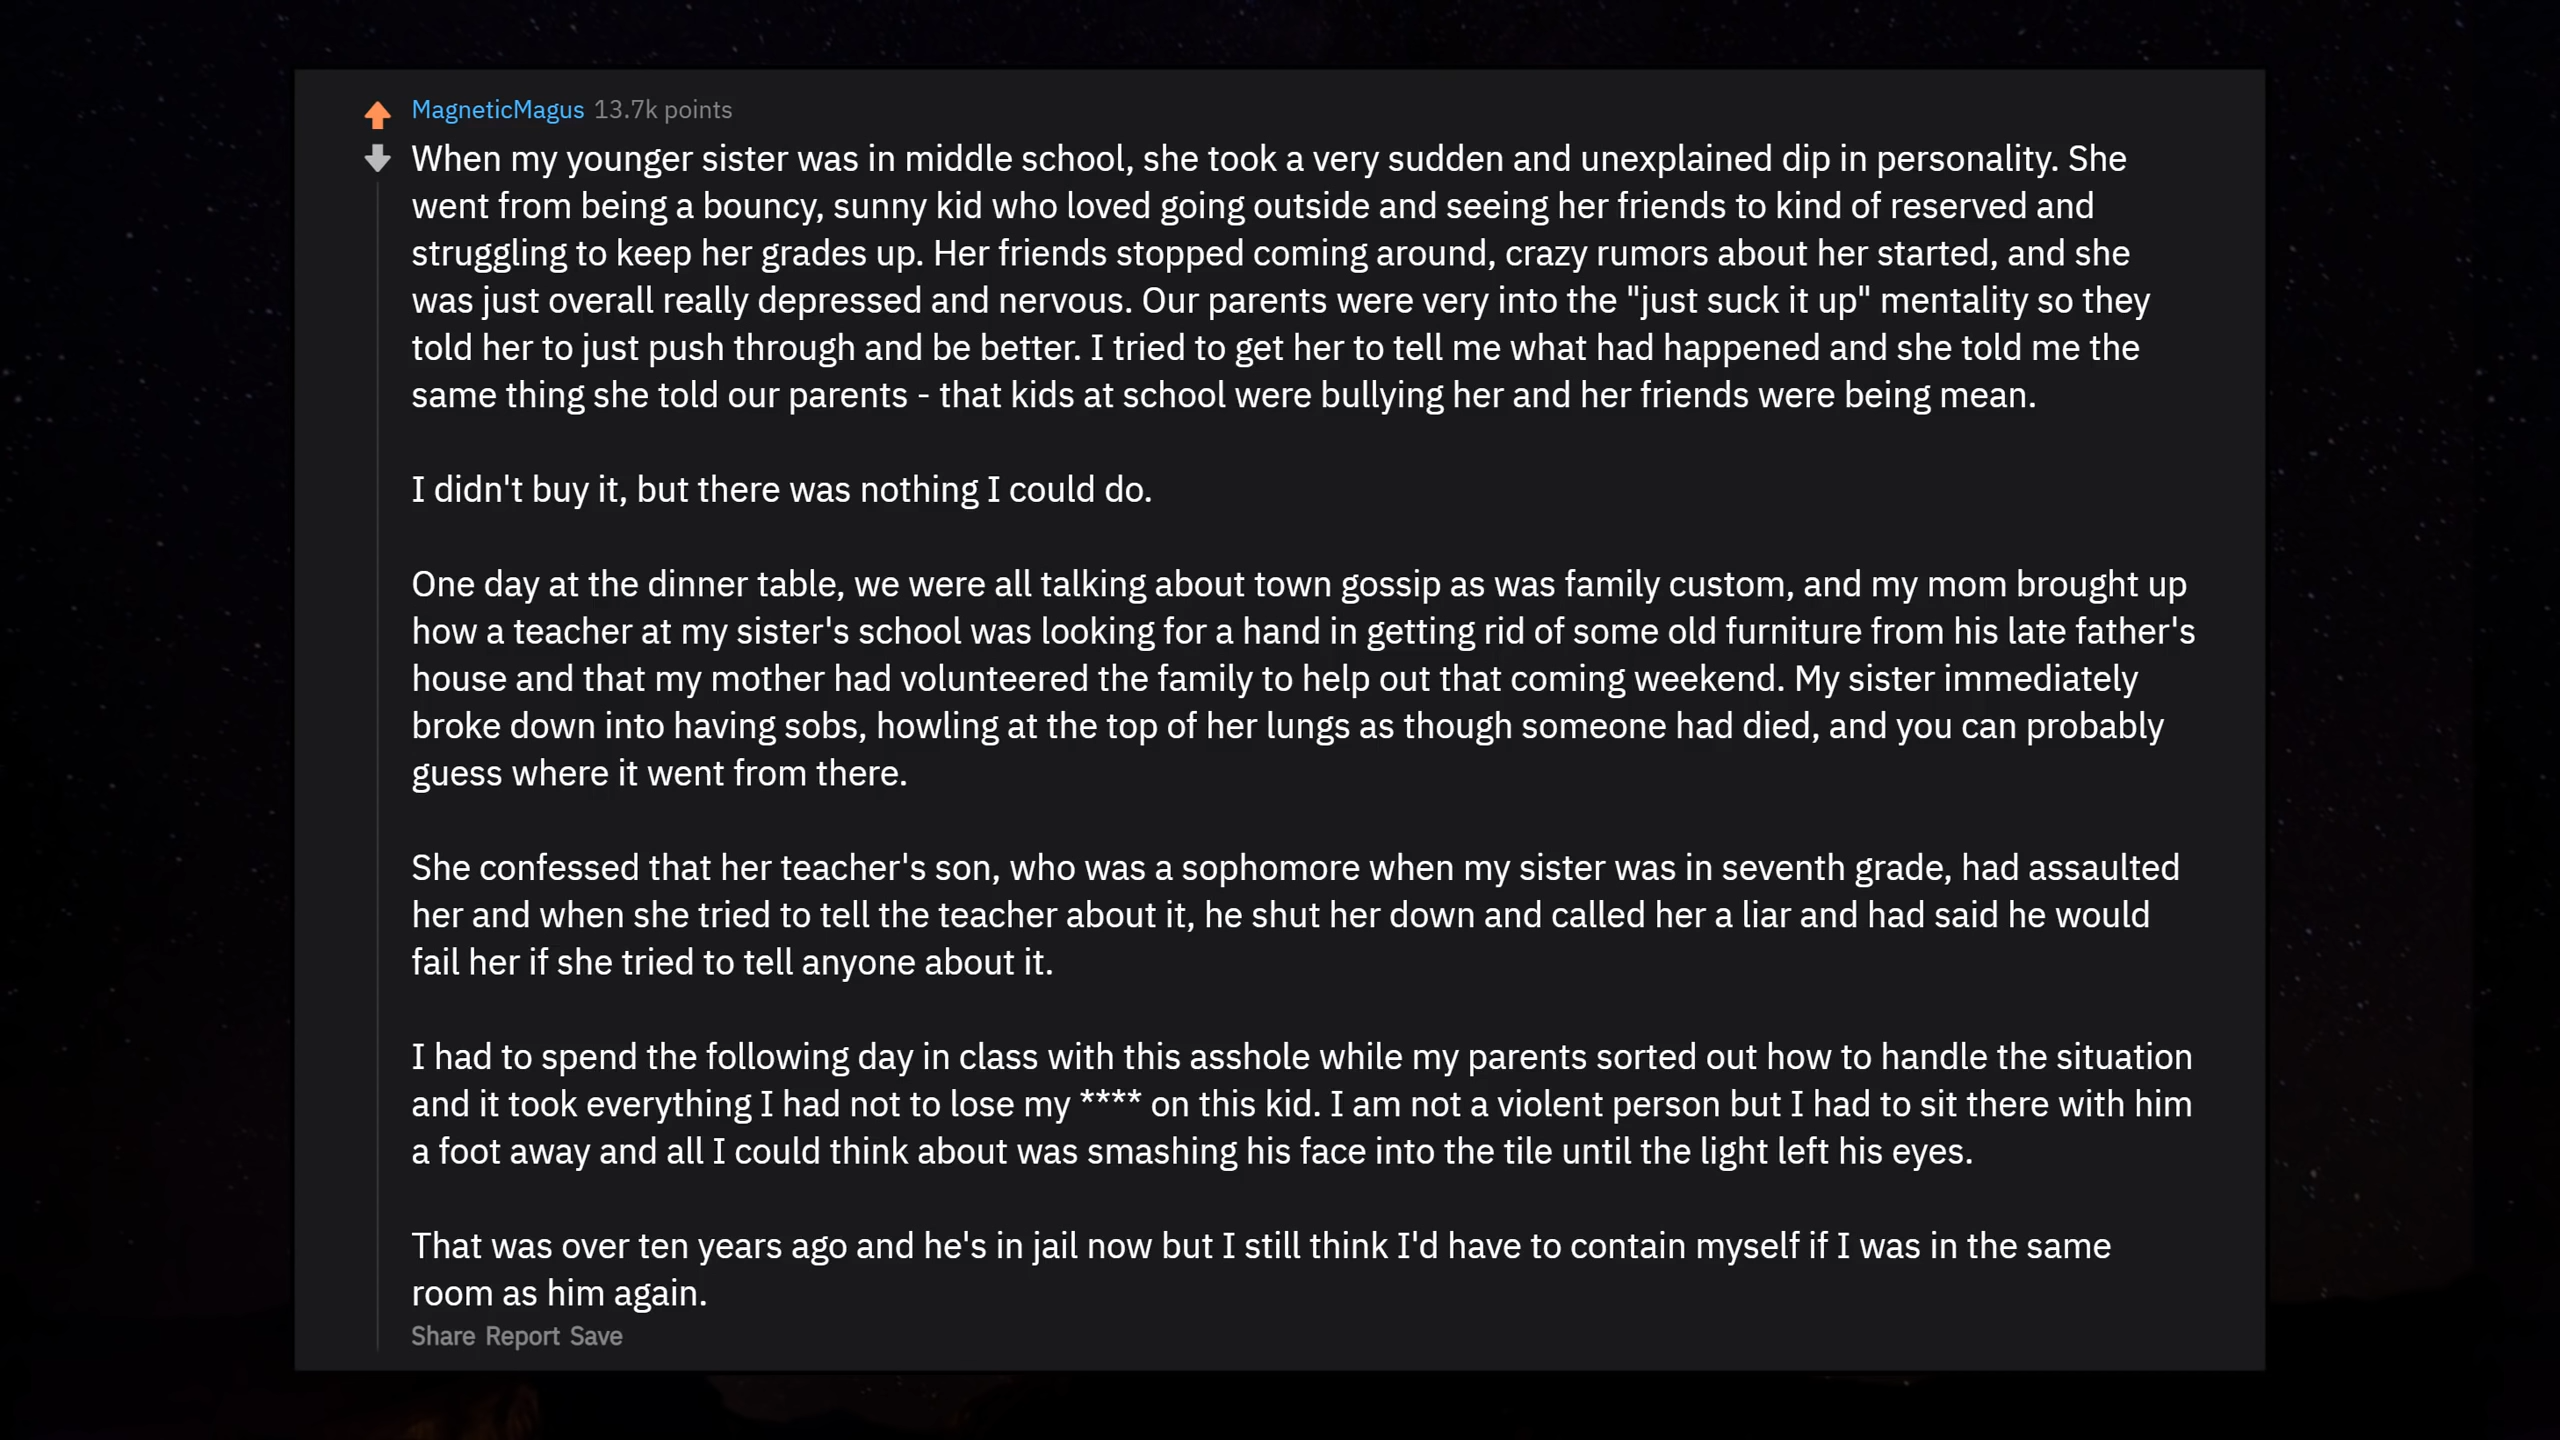 MagneticMagus 13.7k points
When my younger sister was in middle school, she took a very sudden and unexplained dip in personality. She
went from being a bouncy, sunny kid who loved going outside and seeing her friends to kind of reserved and
struggling to keep her grades up. Her friends stopped coming around, crazy rumors about her started, and she
was just overall really depressed and nervous. Our parents were very into the "just suck it up" mentality so they
told her to just push through and be better. I tried to get her to tell me what had happened and she told me the
same thing she told our parents - that kids at school were bullying her and her friends were being mean.
I didn't buy it, but there was nothing I could do.
One day at the dinner table, we were all talking about town gossip as was family custom, and my mom brought up
how a teacher at my sister's school was looking for a hand in getting rid of some old furniture from his late father's
house and that my mother had volunteered the family to help out that coming weekend. My sister immediately
broke down into having sobs, howling at the top of her lungs as though someone had died, and you can probably
guess where it went from there.
She confessed that her teacher's son, who was a sophomore when my sister was in seventh grade, had assaulted
her and when she tried to tell the teacher about it, he shut her down and called her a liar and had said he would
fail her if she tried to tell anyone about it.
I had to spend the following day in class with this asshole while my parents sorted out how to handle the situation
and it took everything I had not to lose my **** on this kid. I am not a violent person but I had to sit there with him
a foot away and all I could think about was smashing his face into the tile until the light left his eyes.
That was over ten years ago and he's in jail now but I still think I'd have to contain myself if I was in the same
room as him again.
Share Report Save